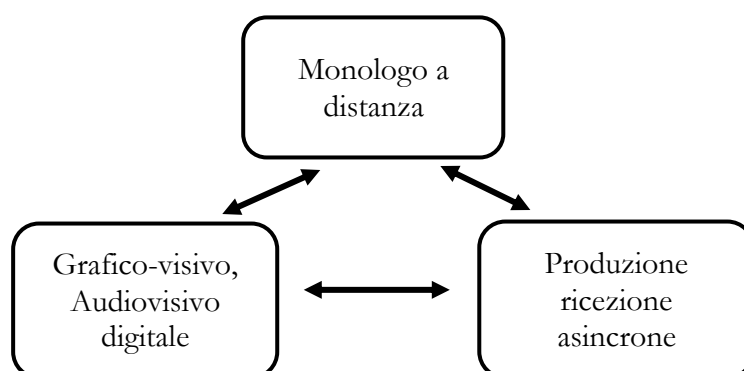 Monologo a
distanza
Grafico-visivo,
Audiovisivo
digitale
Produzione
ricezione
asincrone